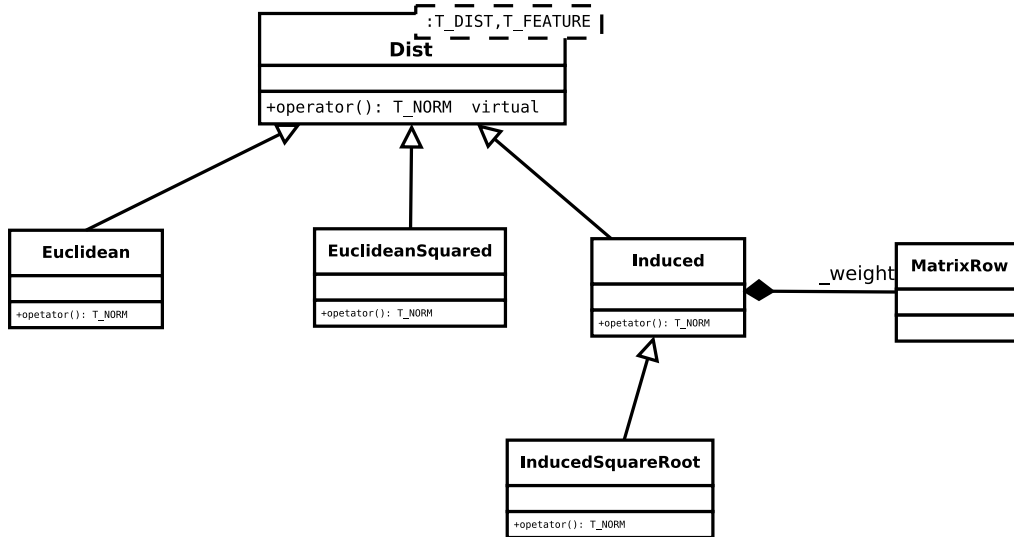 :T_DIST,T_FEATURE
Dist
+operator(): T_NORM  virtual
Euclidean
+opetator(): T_NORM
EuclideanSquared
+opetator(): T_NORM
Induced
+opetator(): T_NORM
_weight
MatrixRow
InducedSquareRoot
+opetator(): T_NORM